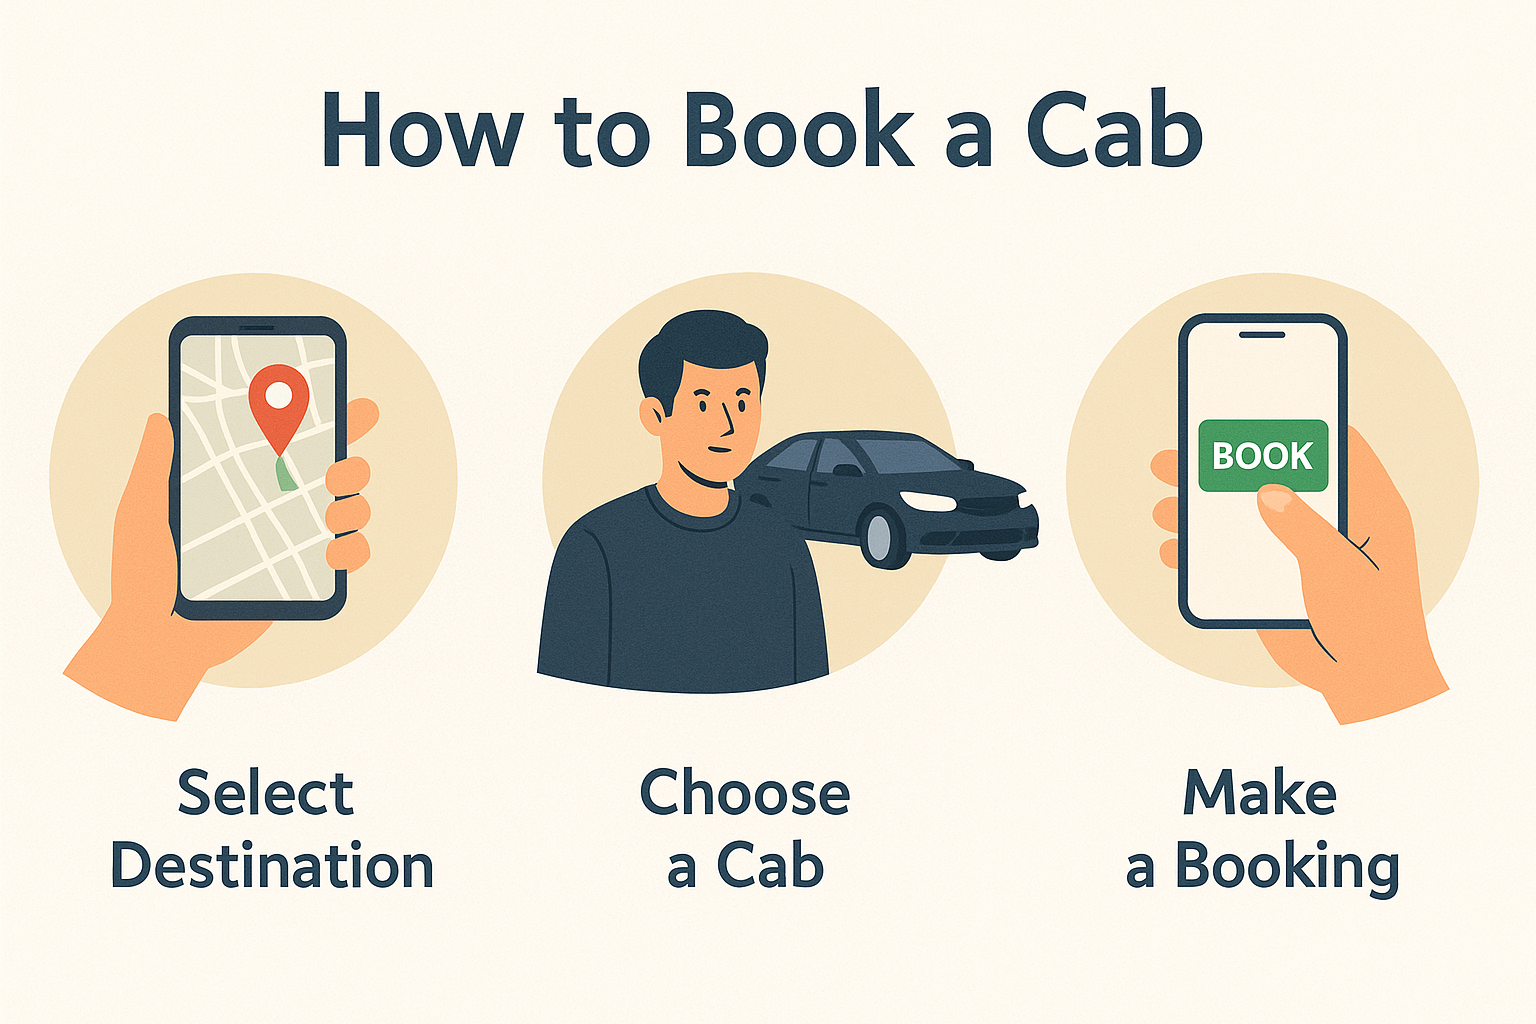 How to Book a Cab
BOOK
Select
Destination
Choose
a Cab
Make
a Booking